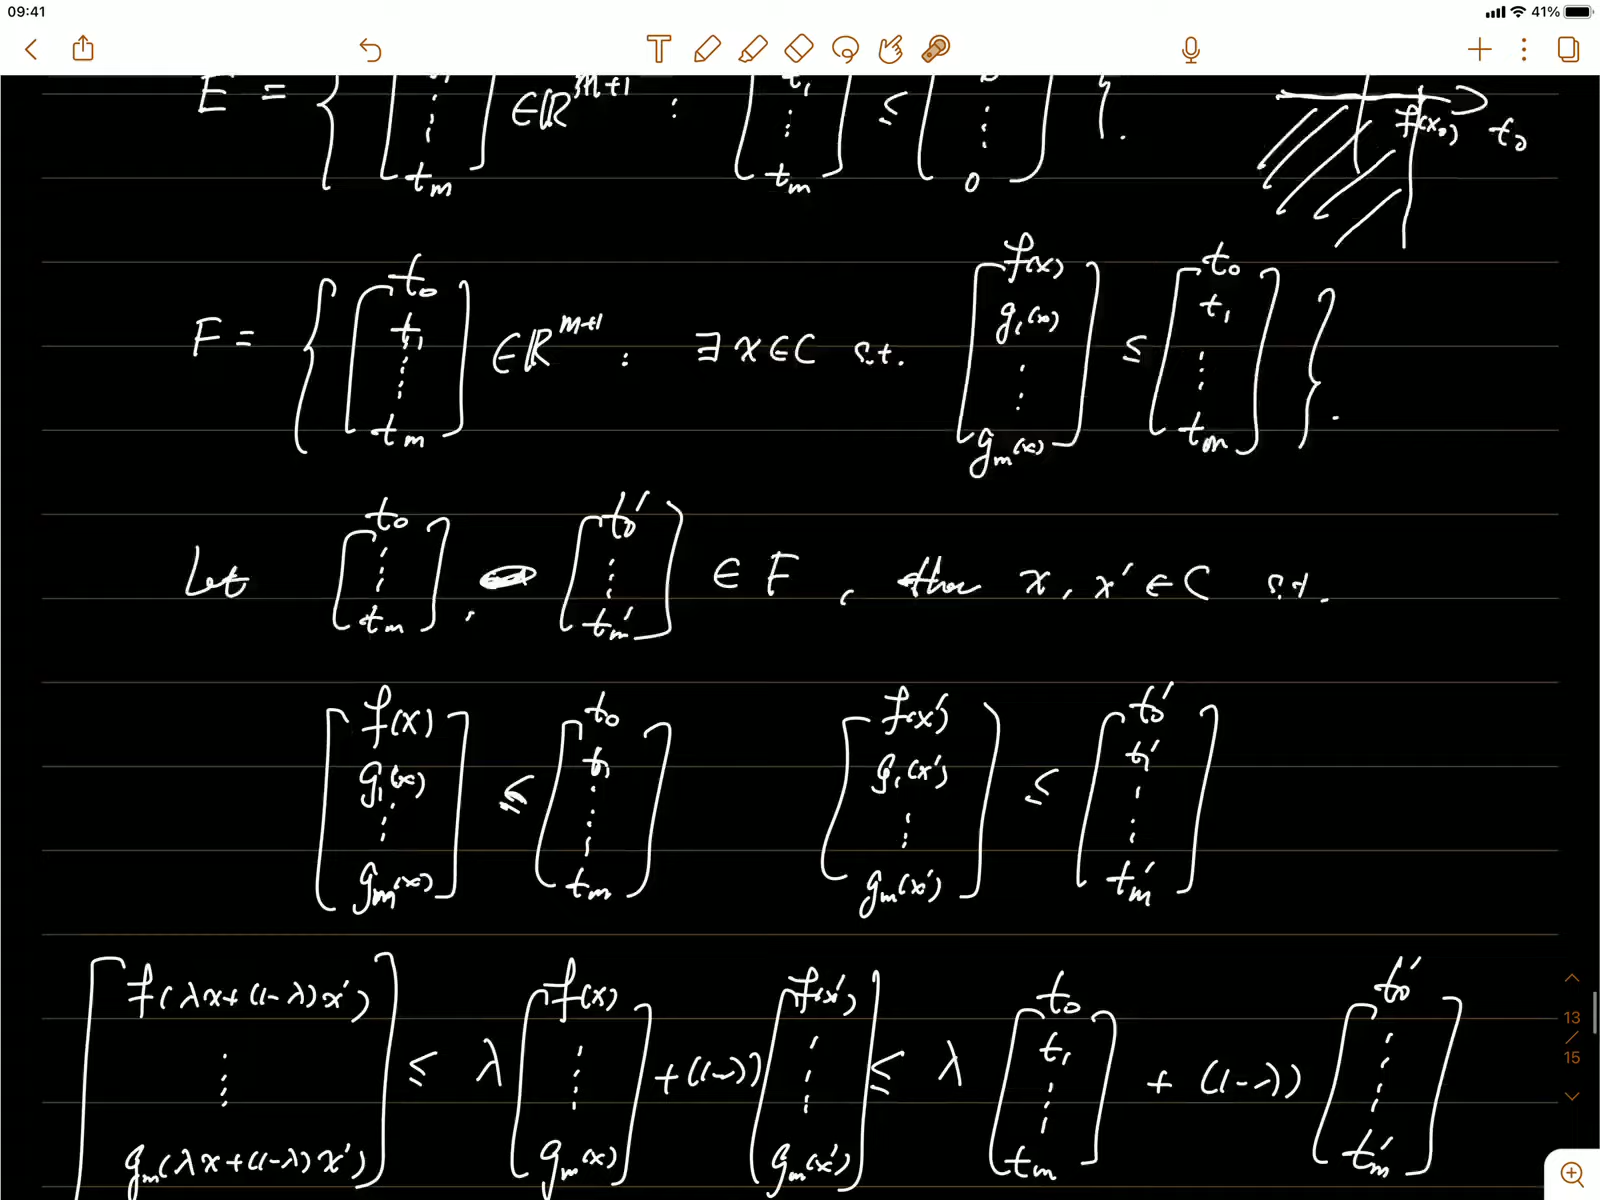 09:41 41%
E = { [ ⋮ t_m ] ∈ ℝ^{m+1} : [ t_1 ⋮ t_m ] ≤ [ 0 ⋮ 0 ] }.
f(x_0) t_0
F = { [ t_0 t_1 ⋮ t_m ] ∈ ℝ^{m+1} : ∃ x ∈ C s.t. [ f(x) g_1(x) ⋮ g_m(x) ] ≤ [ t_0 t_1 ⋮ t_m ] }.
Let [ t_0 ⋮ t_m ], [ t_0' ⋮ t_m' ] ∈ F, x, x' ∈ C s.t.
[ f(x) g_1(x) ⋮ g_m(x) ] ≤ [ t_0 t_1 ⋮ t_m ] [ f(x') g_1(x') ⋮ g_m(x') ] ≤ [ t_0' t_1' ⋮ t_m' ]
[ f(λx+(1-λ)x') ⋮ g_m(λx+(1-λ)x') ] ≤ λ [ f(x) ⋮ g_m(x) ] + (1-λ) [ f(x') ⋮ g_m(x') ] ≤ λ [ t_0 t_1 ⋮ t_m ] + (1-λ) [ t_0' ⋮ t_m' ]
13 / 15